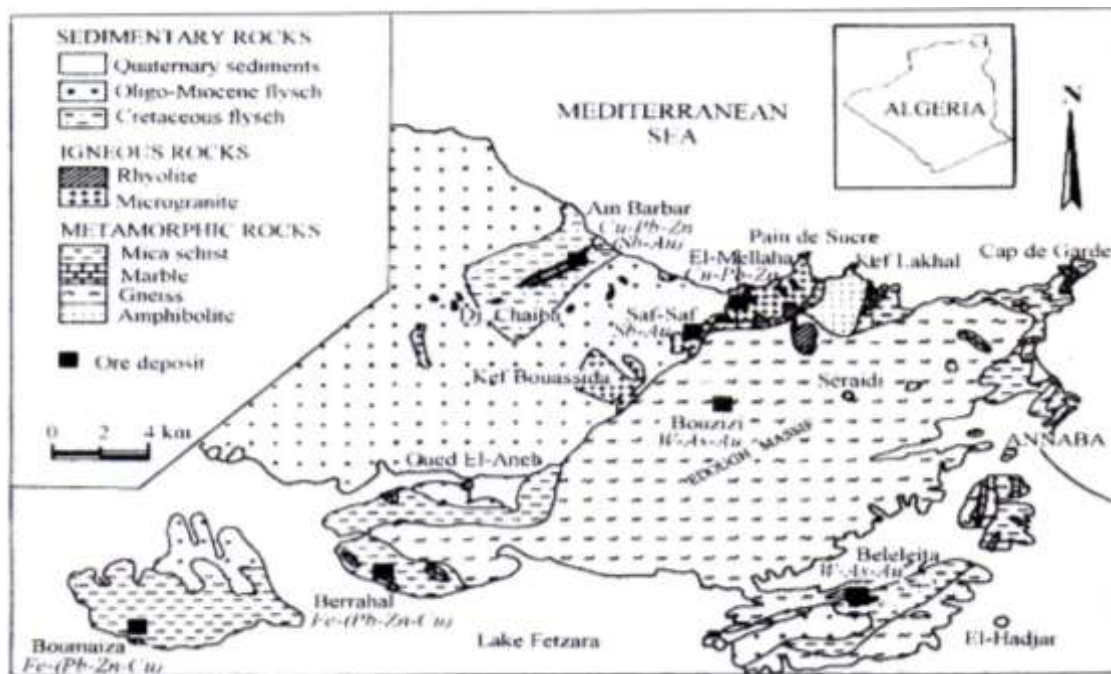 SEDIMENTARY ROCKS
Quaternary sediments
Oligo-Miocene flysch
Cretaceous flysch
IGNEOUS ROCKS
Rhyolite
Microgranite
METAMORPHIC ROCKS
Mica schist
Marble
Gneiss
Amphibolite
Ore deposit
0 2 4 km
MEDITERRANEAN
SEA
ALGERIA
N
Ain Barbar
Cu-Pb-Zn
(Sb-Au)
Dj. Chaiba
Pain de Sucre
El-Mellaha
Cu-Pb-Zn
Kef Lakhal
Cap de Garde
Saf-Saf
Sb-Au
Kef Bouassida
Seraidi
Bouzizi
W-As-Au
EDOUGH MASSIF
ANNABA
Oued El-Aneb
Beleleita
W-As-Au
Berrahal
Fe-(Pb-Zn-Cu)
Boumaiza
Fe-(Pb-Zn-Cu)
Lake Fetzara
El-Hadjar